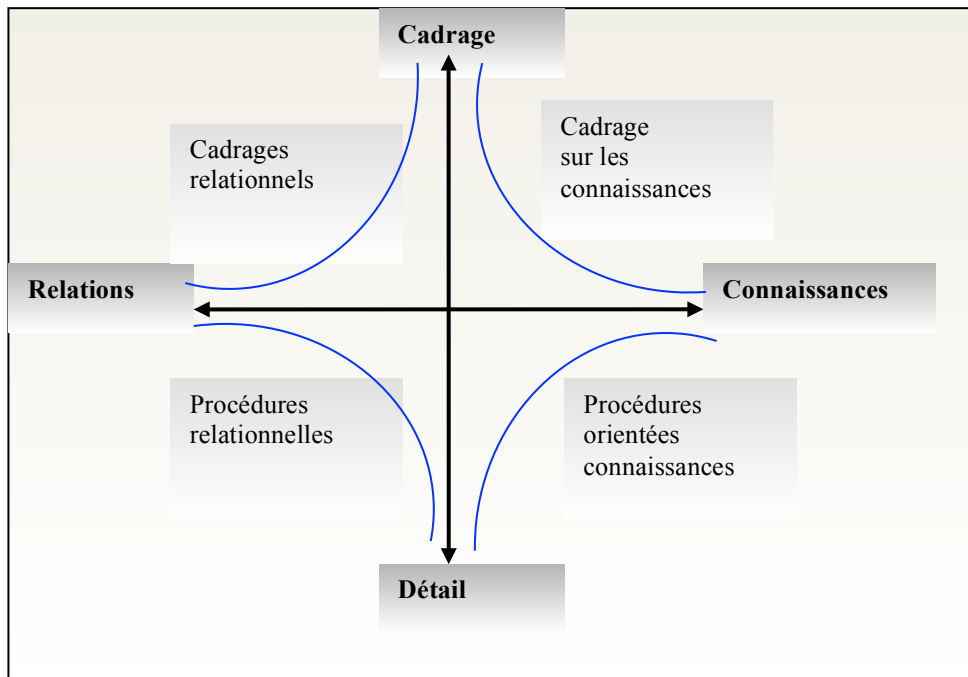 Cadrage
Cadrages
relationnels
Cadrage
sur les
connaissances
Relations
Connaissances
Procédures
relationnelles
Procédures
orientées
connaissances
Détail